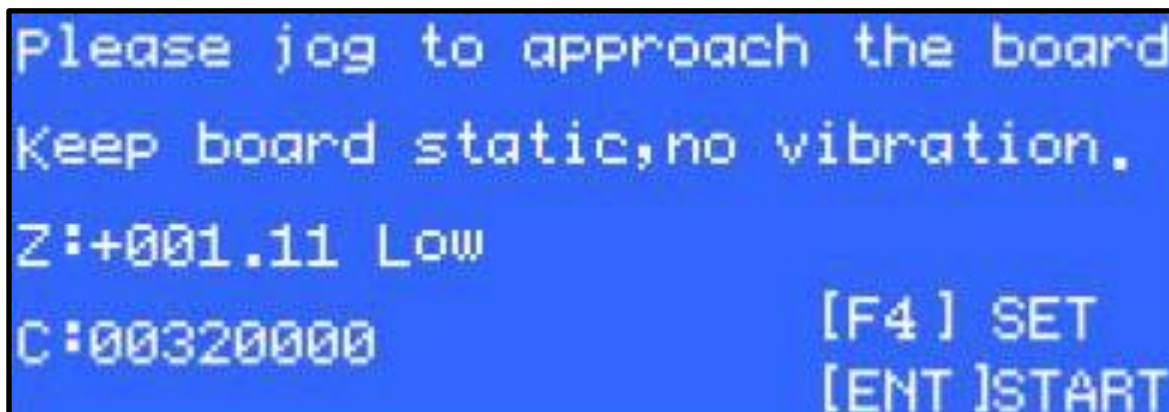 Please jog to approach the board
Keep board static,no vibration.
Z:+001.11 Low
C:00320000
[F4 ] SET
[ENT ]START